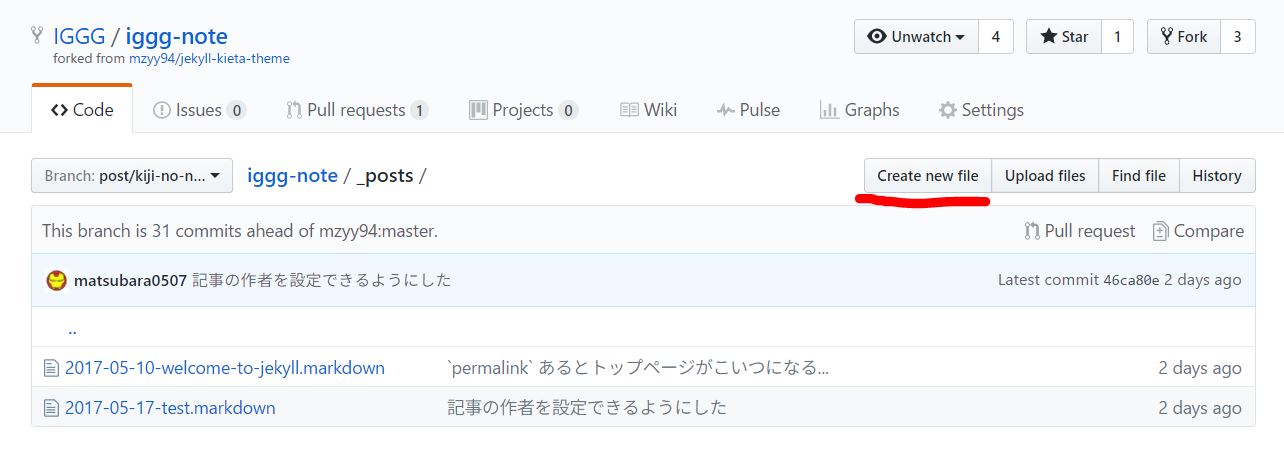 IGGG / iggg-note
forked from mzyy94/jekyll-kieta-theme
Unwatch 4 Star 1 Fork 3
Code Issues 0 Pull requests 1 Projects 0 Wiki Pulse Graphs Settings
Branch: post/kiji-no-n... iggg-note / _posts / Create new file Upload files Find file History
This branch is 31 commits ahead of mzyy94:master. Pull request Compare
matsubara0507 記事の作者を設定できるようにした Latest commit 46ca80e 2 days ago
..
2017-05-10-welcome-to-jekyll.markdown `permalink` あるとトップページがこいつになる... 2 days ago
2017-05-17-test.markdown 記事の作者を設定できるようにした 2 days ago